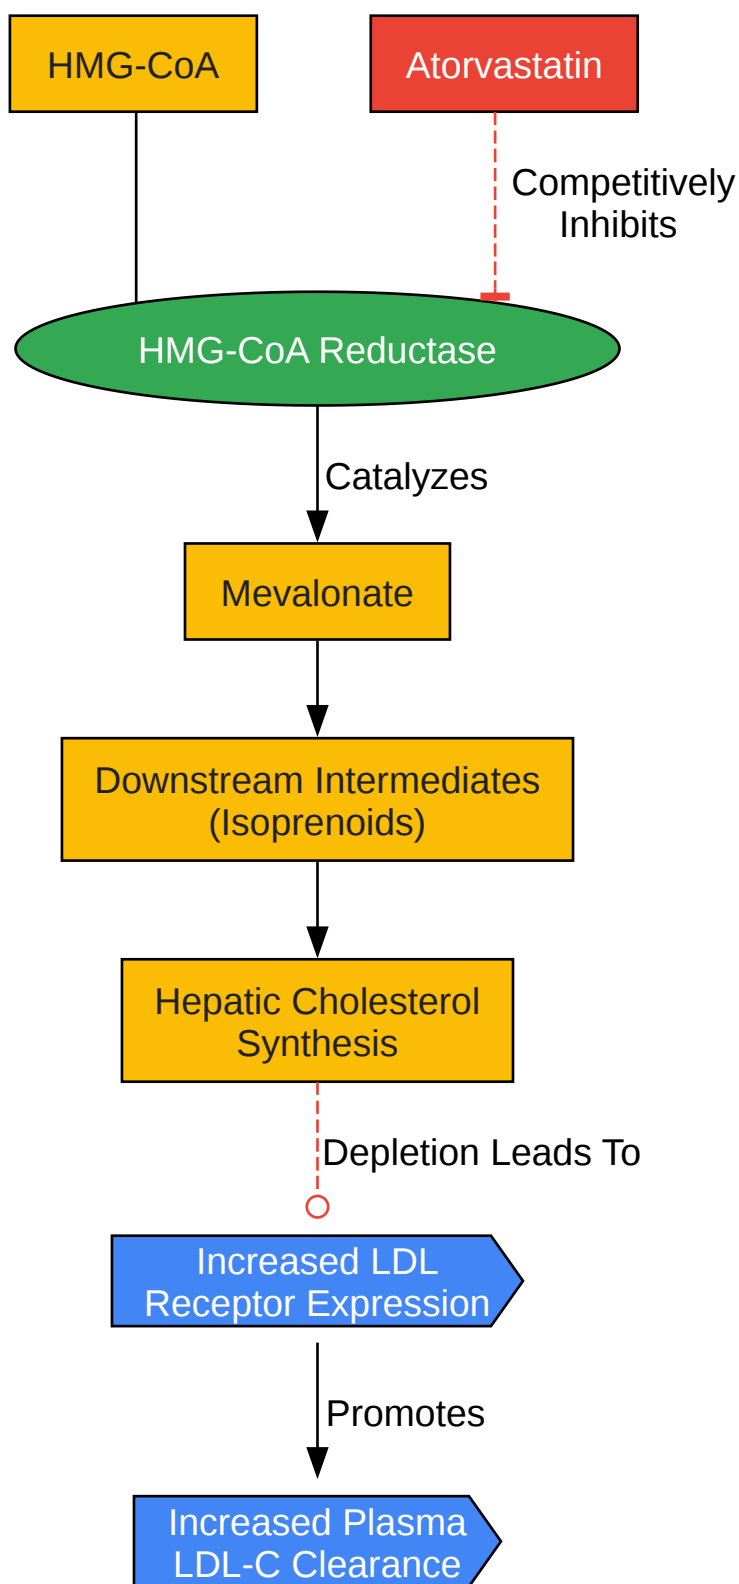 HMG-CoA
Atorvastatin
Competitively
Inhibits
HMG-CoA Reductase
Catalyzes
Mevalonate
Downstream Intermediates
(Isoprenoids)
Hepatic Cholesterol
Synthesis
Depletion Leads To
Increased LDL
Receptor Expression
Promotes
Increased Plasma
LDL-C Clearance